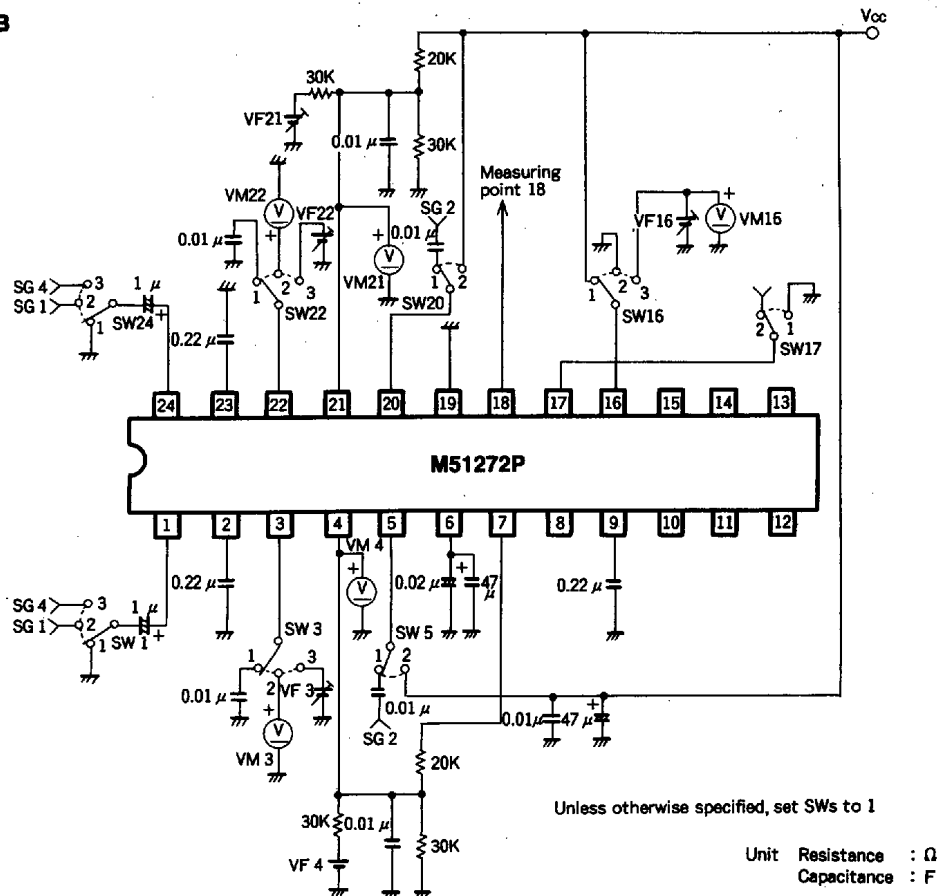 B
Vcc
20K
30K
VF21
0.01 μ
30K
Measuring
point 18
VM22
V
VF22
SG 2
0.01 μ
0.01 μ
V
VM21
VF16
V
VM16
1 μ
SG 4
SG 1
3
2
1
SW24
0.22 μ
1
2
3
SW22
1
2
SW20
1
2
3
SW16
2
1
SW17
24
23
22
21
20
19
18
17
16
15
14
13
M51272P
1
2
3
4
5
6
7
8
9
10
11
12
VM 4
V
0.22 μ
0.02 μ
47
μ
0.22 μ
1 μ
SG 4
SG 1
3
2
1
SW 1
SW 3
1
2
3
VF 3
0.01 μ
V
VM 3
SW 5
1
2
0.01 μ
SG 2
0.01μ
47 μ
20K
30K
0.01 μ
30K
VF 4
Unless otherwise specified, set SWs to 1
Unit Resistance : Ω
Capacitance : F